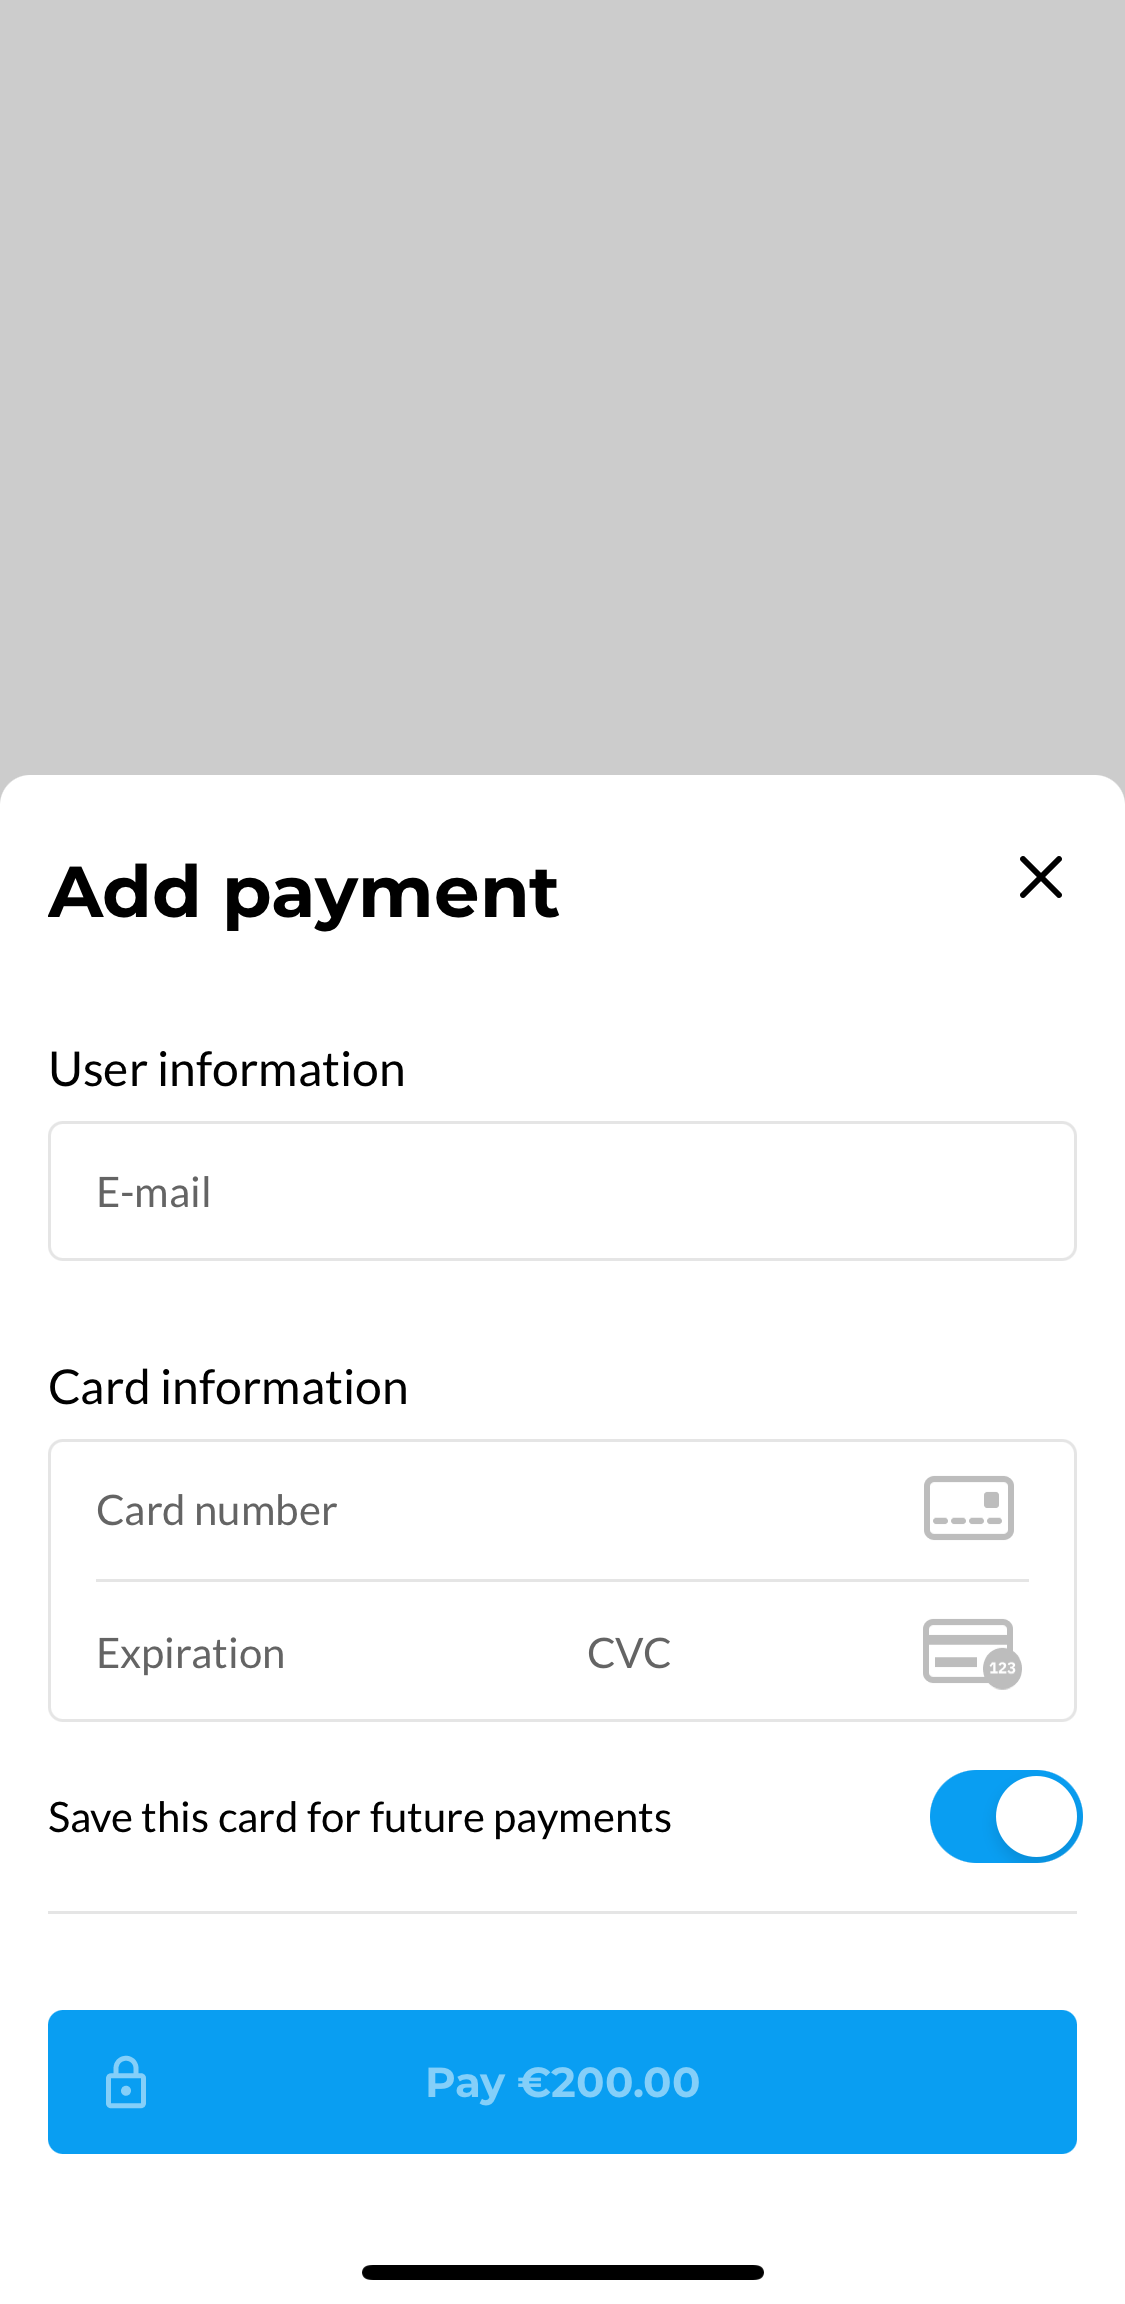 Add payment
User information
E-mail
Card information
Card number
Expiration CVC 123
Save this card for future payments
Pay €200.00